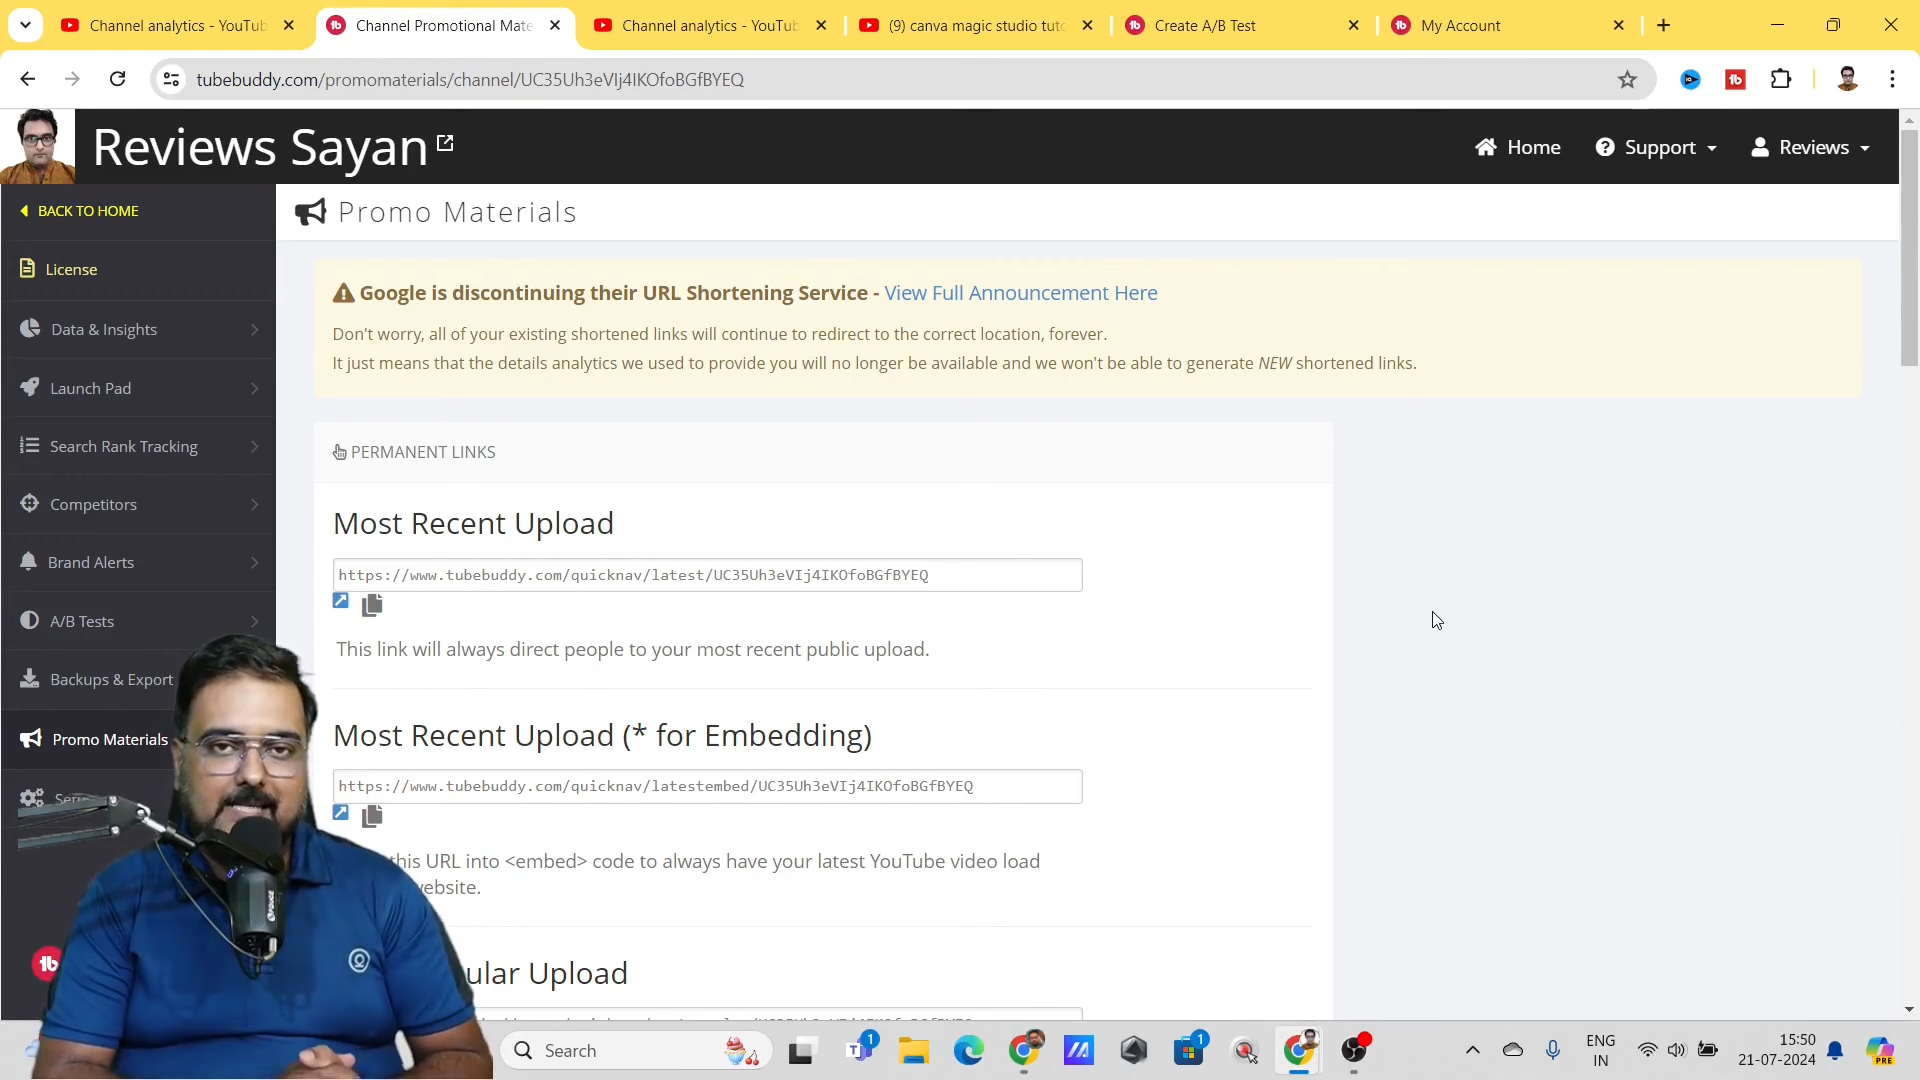 Channel analytics - YouTub
Channel Promotional Mate
Channel analytics - YouTub
(9) canva magic studio tuto
Create A/B Test
My Account
tubebuddy.com/promomaterials/channel/UC35Uh3eVIj4IKOfoBGfBYEQ
Reviews Sayan
Home
Support
Reviews
BACK TO HOME
Promo Materials
License
Data & Insights
Launch Pad
Search Rank Tracking
Competitors
Brand Alerts
A/B Tests
Backups & Export
Promo Materials
Google is discontinuing their URL Shortening Service - View Full Announcement Here
Don't worry, all of your existing shortened links will continue to redirect to the correct location, forever.
It just means that the details analytics we used to provide you will no longer be available and we won't be able to generate NEW shortened links.
PERMANENT LINKS
Most Recent Upload
https://www.tubebuddy.com/quicknav/latest/UC35Uh3eVIj4IKOfoBGfBYEQ
This link will always direct people to your most recent public upload.
Most Recent Upload (* for Embedding)
https://www.tubebuddy.com/quicknav/latestembed/UC35Uh3eVIj4IKOfoBGfBYEQ
this URL into <embed> code to always have your latest YouTube video load
website.
ular Upload
tb
Search
1
1
ENG
IN
15:50
21-07-2024
PRE